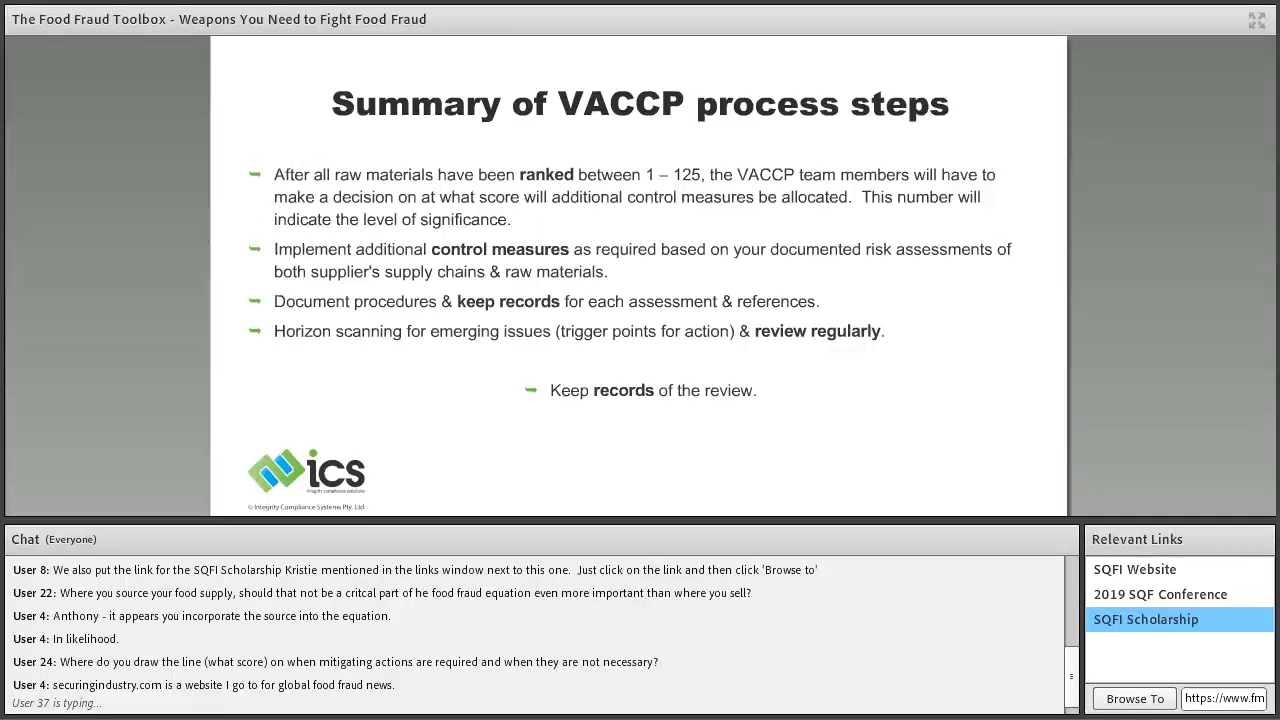 The Food Fraud Toolbox - Weapons You Need to Fight Food Fraud
Summary of VACCP process steps
After all raw materials have been ranked between 1 – 125, the VACCP team members will have to
make a decision on at what score will additional control measures be allocated.  This number will
indicate the level of significance.
Implement additional control measures as required based on your documented risk assessments of
both supplier's supply chains & raw materials.
Document procedures & keep records for each assessment & references.
Horizon scanning for emerging issues (trigger points for action) & review regularly.
Keep records of the review.
ics
integrity compliance solutions
© Integrity Compliance Systems Pty. Ltd.
Chat (Everyone)
User 8: We also put the link for the SQFI Scholarship Kristie mentioned in the links window next to this one.  Just click on the link and then click 'Browse to'
User 22: Where you source your food supply, should that not be a critcal part of he food fraud equation even more important than where you sell?
User 4: Anthony - it appears you incorporate the source into the equation.
User 4: In likelihood.
User 24: Where do you draw the line (what score) on when mitigating actions are required and when they are not necessary?
User 4: securingindustry.com is a website I go to for global food fraud news.
User 37 is typing...
Relevant Links
SQFI Website
2019 SQF Conference
SQFI Scholarship
Browse To
https://www.fm